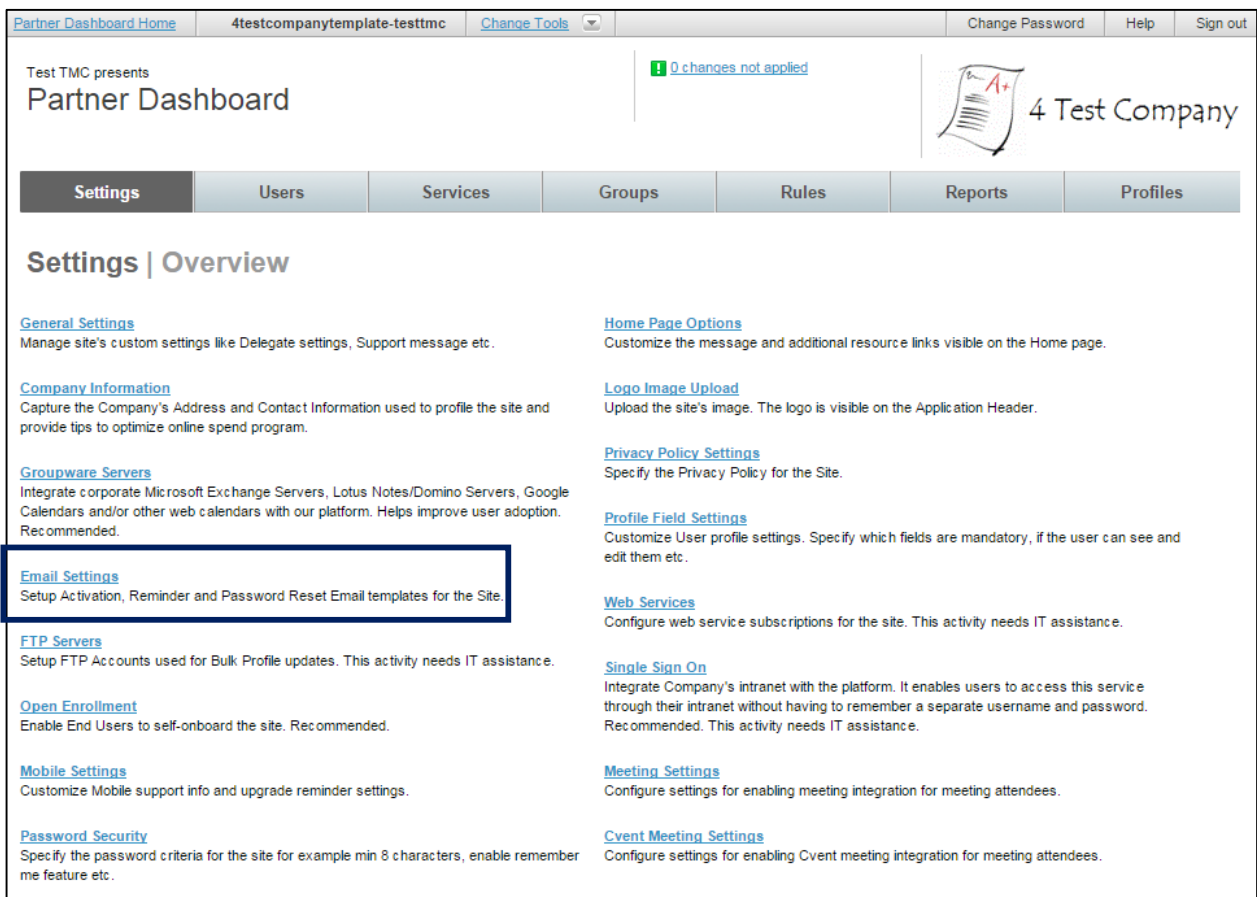 Partner Dashboard Home 4testcompanytemplate-testtmc Change Tools Change Password Help Sign out
Test TMC presents
Partner Dashboard
0 changes not applied
A+
4 Test Company
Settings Users Services Groups Rules Reports Profiles
Settings | Overview
General Settings
Manage site's custom settings like Delegate settings, Support message etc.
Company Information
Capture the Company's Address and Contact Information used to profile the site and
provide tips to optimize online spend program.
Groupware Servers
Integrate corporate Microsoft Exchange Servers, Lotus Notes/Domino Servers, Google
Calendars and/or other web calendars with our platform. Helps improve user adoption.
Recommended.
Email Settings
Setup Activation, Reminder and Password Reset Email templates for the Site.
FTP Servers
Setup FTP Accounts used for Bulk Profile updates. This activity needs IT assistance.
Open Enrollment
Enable End Users to self-onboard the site. Recommended.
Mobile Settings
Customize Mobile support info and upgrade reminder settings.
Password Security
Specify the password criteria for the site for example min 8 characters, enable remember
me feature etc.
Home Page Options
Customize the message and additional resource links visible on the Home page.
Logo Image Upload
Upload the site's image. The logo is visible on the Application Header.
Privacy Policy Settings
Specify the Privacy Policy for the Site.
Profile Field Settings
Customize User profile settings. Specify which fields are mandatory, if the user can see and
edit them etc.
Web Services
Configure web service subscriptions for the site. This activity needs IT assistance.
Single Sign On
Integrate Company's intranet with the platform. It enables users to access this service
through their intranet without having to remember a separate username and password.
Recommended. This activity needs IT assistance.
Meeting Settings
Configure settings for enabling meeting integration for meeting attendees.
Cvent Meeting Settings
Configure settings for enabling Cvent meeting integration for meeting attendees.